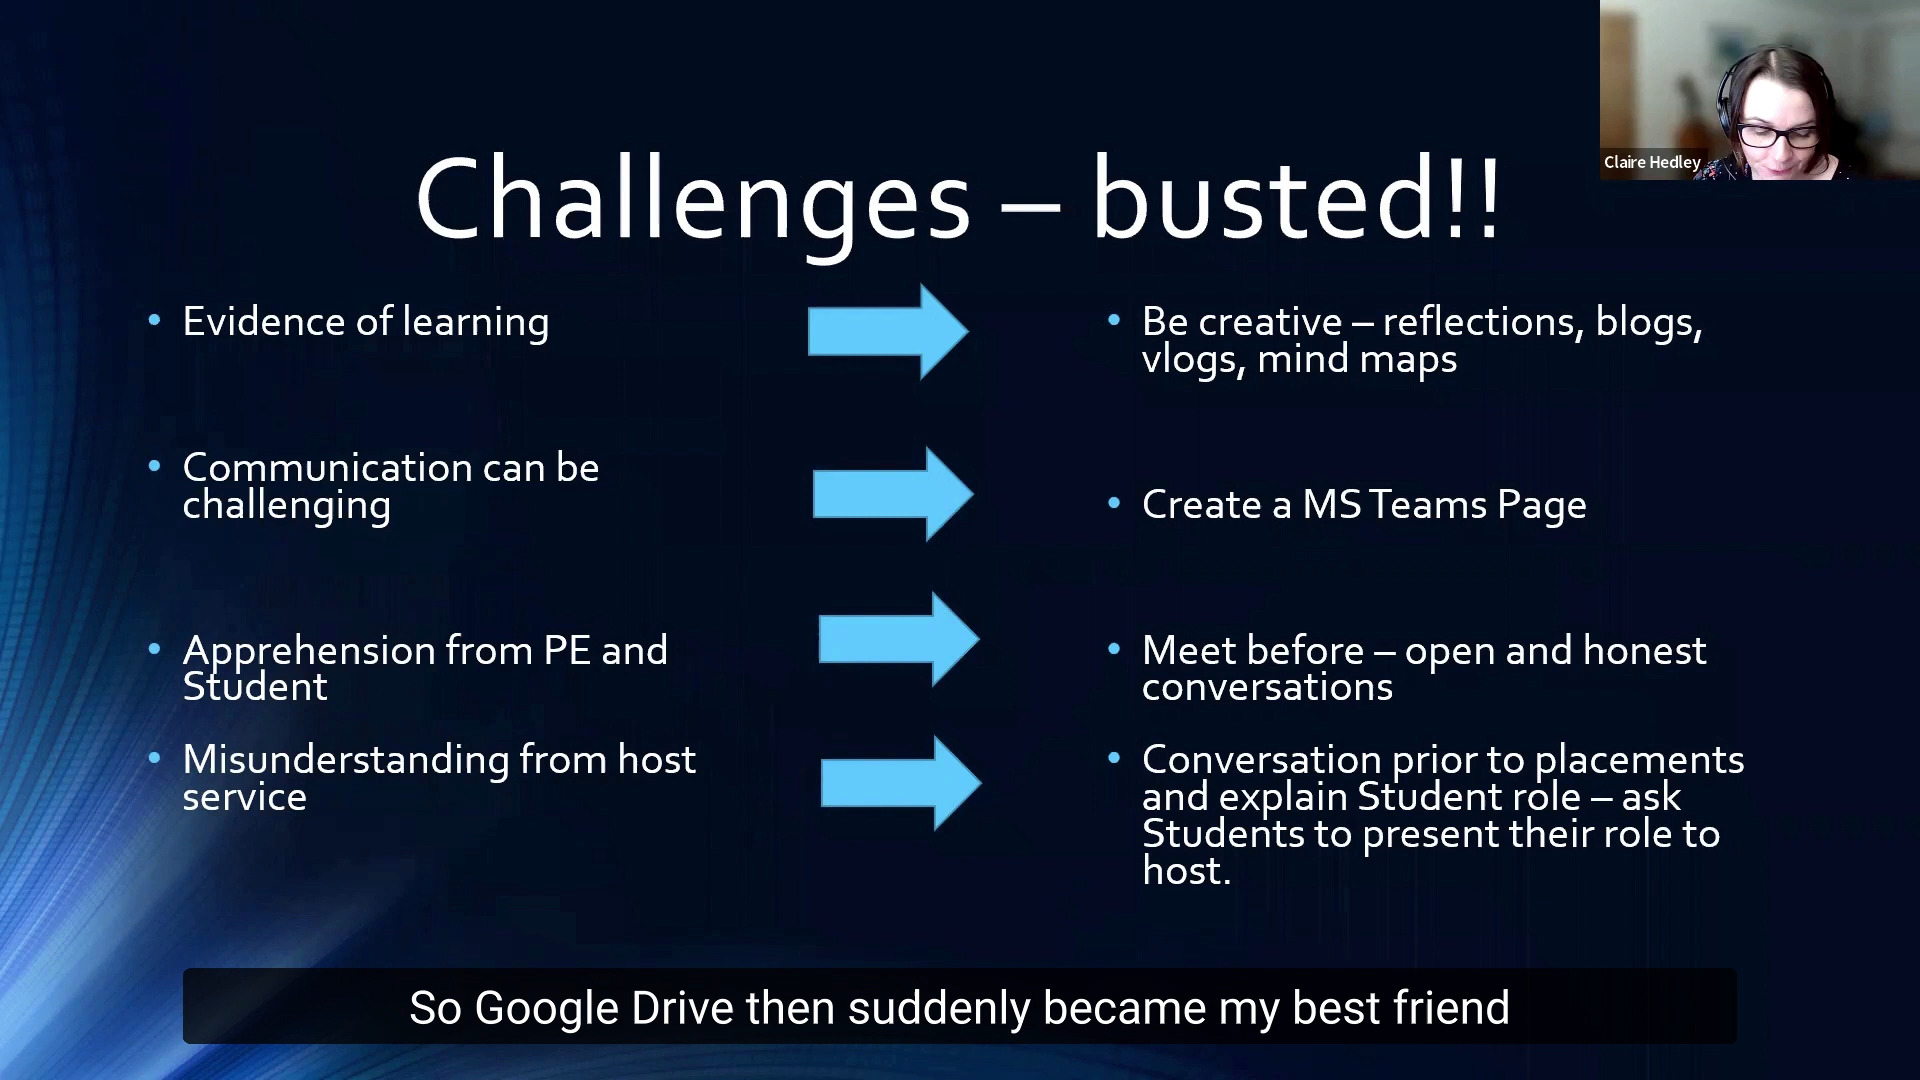 Claire Hedley
Challenges – busted!!
• Evidence of learning
• Communication can be
challenging
• Apprehension from PE and
Student
• Misunderstanding from host
service
• Be creative – reflections, blogs,
vlogs, mind maps
• Create a MS Teams Page
• Meet before – open and honest
conversations
• Conversation prior to placements
and explain Student role – ask
Students to present their role to
host.
So Google Drive then suddenly became my best friend